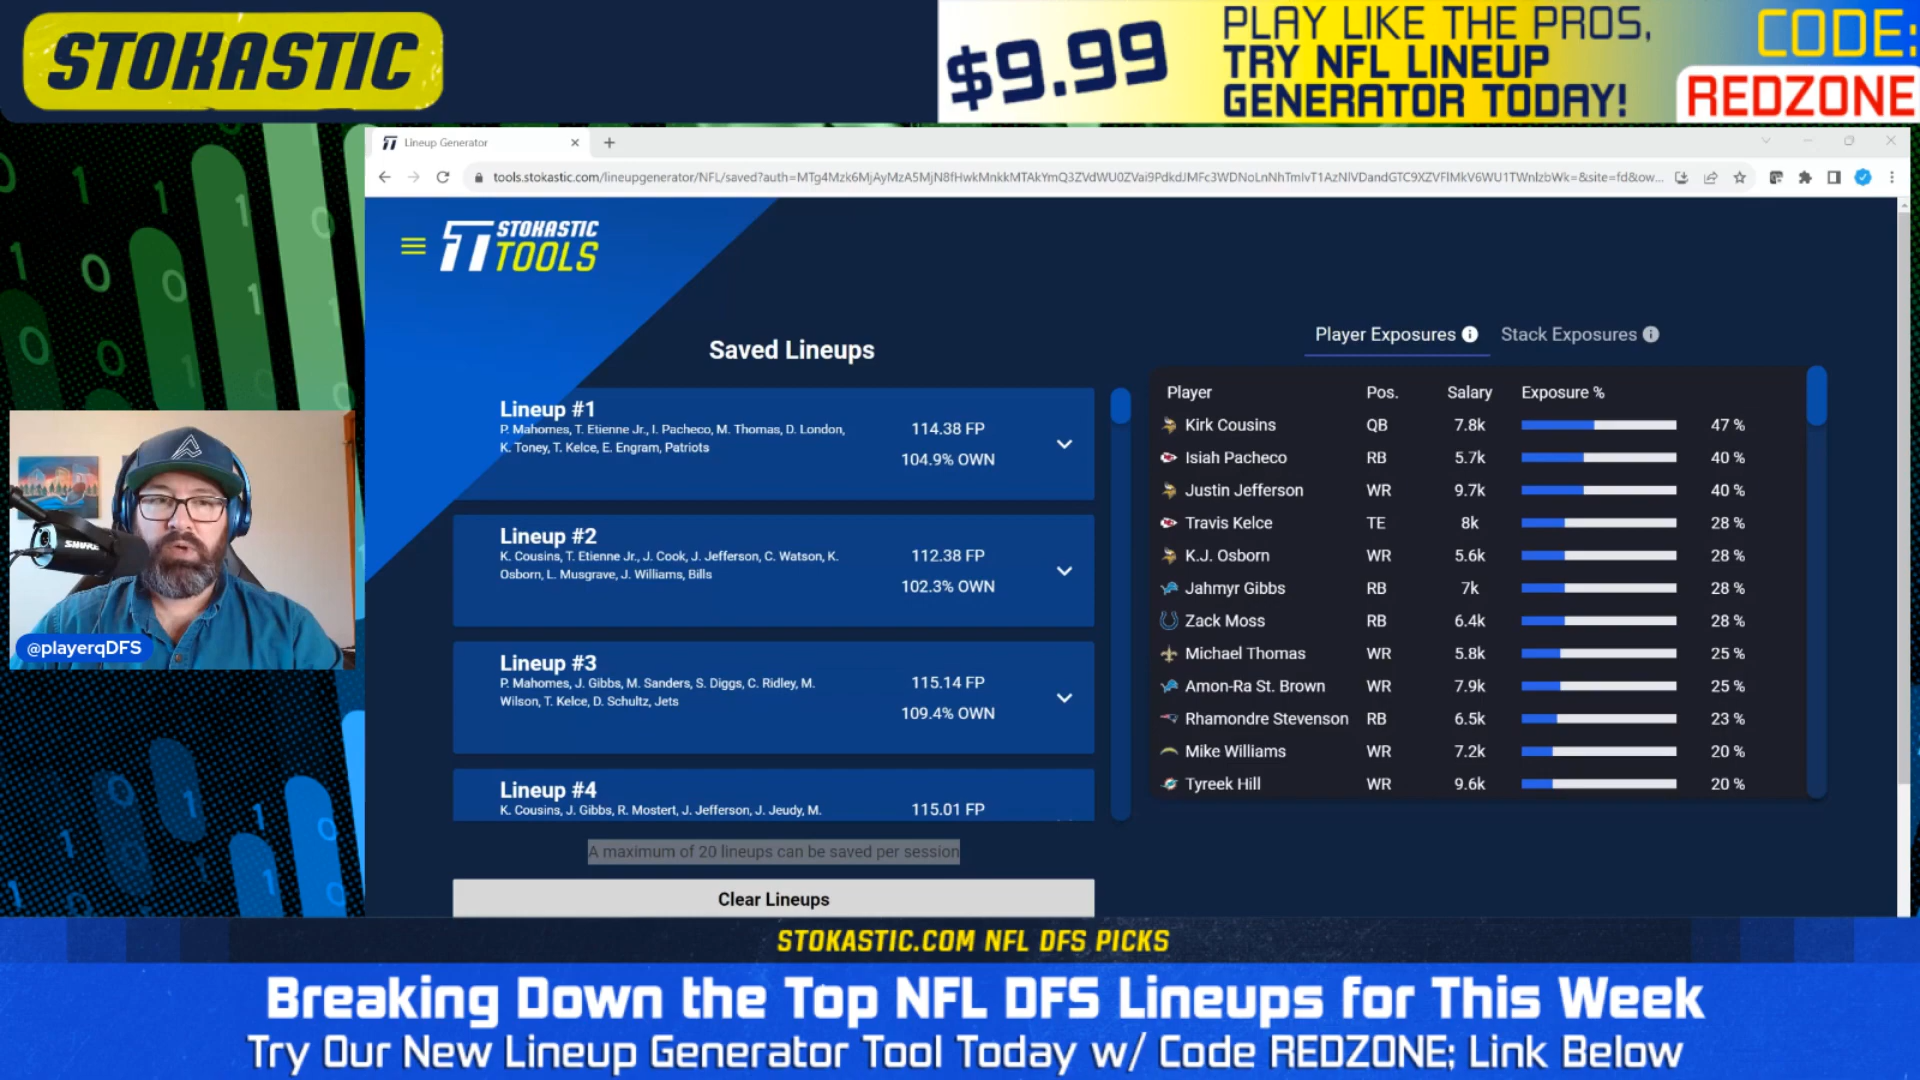 STOKASTIC
$9.99
PLAY LIKE THE PROS,
TRY NFL LINEUP
GENERATOR TODAY!
CODE:
REDZONE
Lineup Generator
STOKASTIC
TOOLS
Saved Lineups
Lineup #1
P. Mahomes, T. Etienne Jr., I. Pacheco, M. Thomas, D. London,
K. Toney, T. Kelce, E. Engram, Patriots
114.38 FP
104.9% OWN
Lineup #2
K. Cousins, T. Etienne Jr., J. Cook, J. Jefferson, C. Watson, K.
Osborn, L. Musgrave, J. Williams, Bills
112.38 FP
102.3% OWN
Lineup #3
P. Mahomes, J. Gibbs, M. Sanders, S. Diggs, C. Ridley, M.
Wilson, T. Kelce, D. Schultz, Jets
115.14 FP
109.4% OWN
Lineup #4
K. Cousins, J. Gibbs, R. Mostert, J. Jefferson, J. Jeudy, M.
115.01 FP
A maximum of 20 lineups can be saved per session
Clear Lineups
Player Exposures Stack Exposures
Player Pos. Salary Exposure %
Kirk Cousins QB 7.8k 47 %
Isiah Pacheco RB 5.7k 40 %
Justin Jefferson WR 9.7k 40 %
Travis Kelce TE 8k 28 %
K.J. Osborn WR 5.6k 28 %
Jahmyr Gibbs RB 7k 28 %
Zack Moss RB 6.4k 28 %
Michael Thomas WR 5.8k 25 %
Amon-Ra St. Brown WR 7.9k 25 %
Rhamondre Stevenson RB 6.5k 23 %
Mike Williams WR 7.2k 20 %
Tyreek Hill WR 9.6k 20 %
SHURE
@playerqDFS
STOKASTIC.COM NFL DFS PICKS
Breaking Down the Top NFL DFS Lineups for This Week
Try Our New Lineup Generator Tool Today w/ Code REDZONE; Link Below